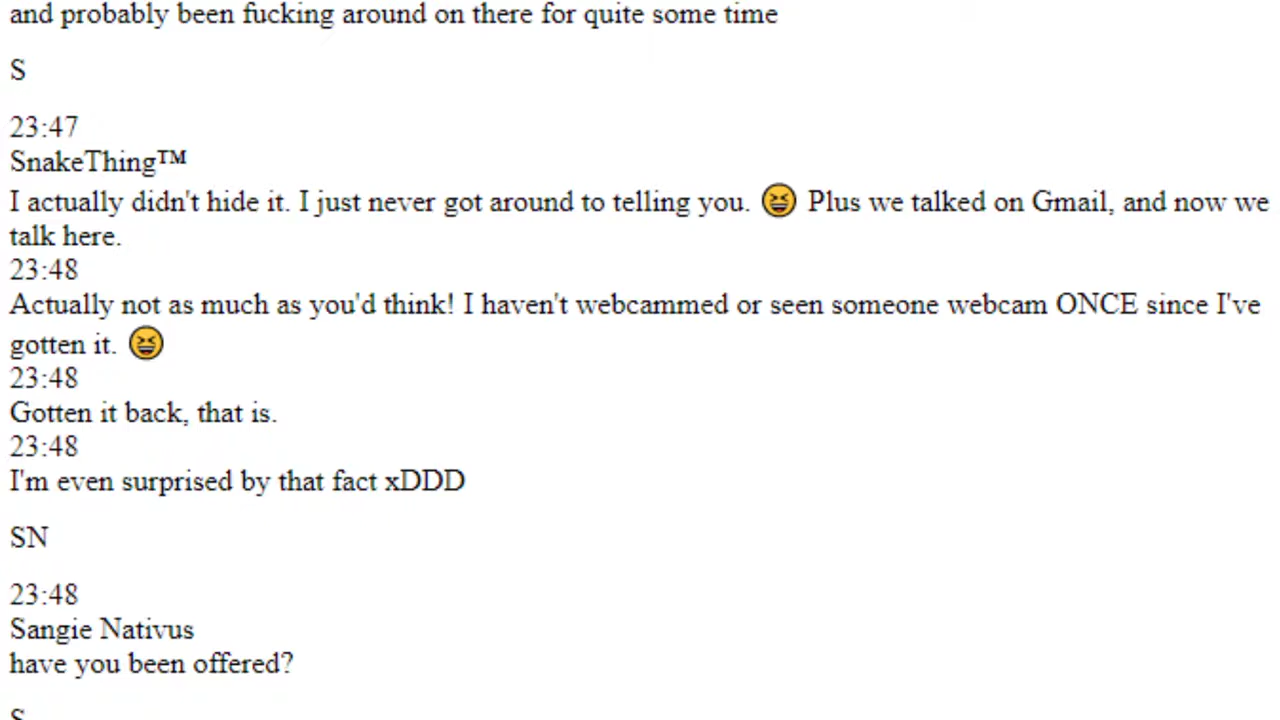 and probably been fucking around on there for quite some time
S
23:47
SnakeThing™
I actually didn't hide it. I just never got around to telling you. 😆 Plus we talked on Gmail, and now we
talk here.
23:48
Actually not as much as you'd think! I haven't webcammed or seen someone webcam ONCE since I've
gotten it. 😆
23:48
Gotten it back, that is.
23:48
I'm even surprised by that fact xDDD
SN
23:48
Sangie Nativus
have you been offered?
S